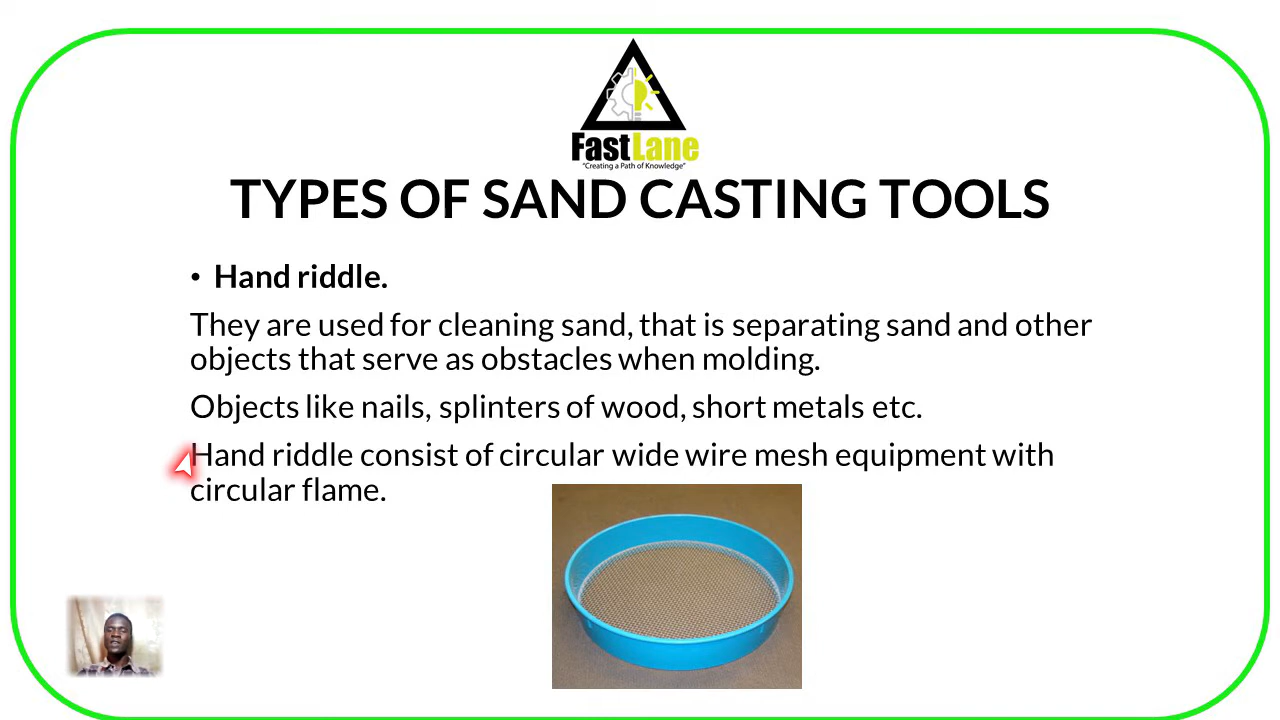 FastLane
"Creating a Path of Knowledge"
TYPES OF SAND CASTING TOOLS
• Hand riddle.
They are used for cleaning sand, that is separating sand and other
objects that serve as obstacles when molding.
Objects like nails, splinters of wood, short metals etc.
Hand riddle consist of circular wide wire mesh equipment with
circular flame.